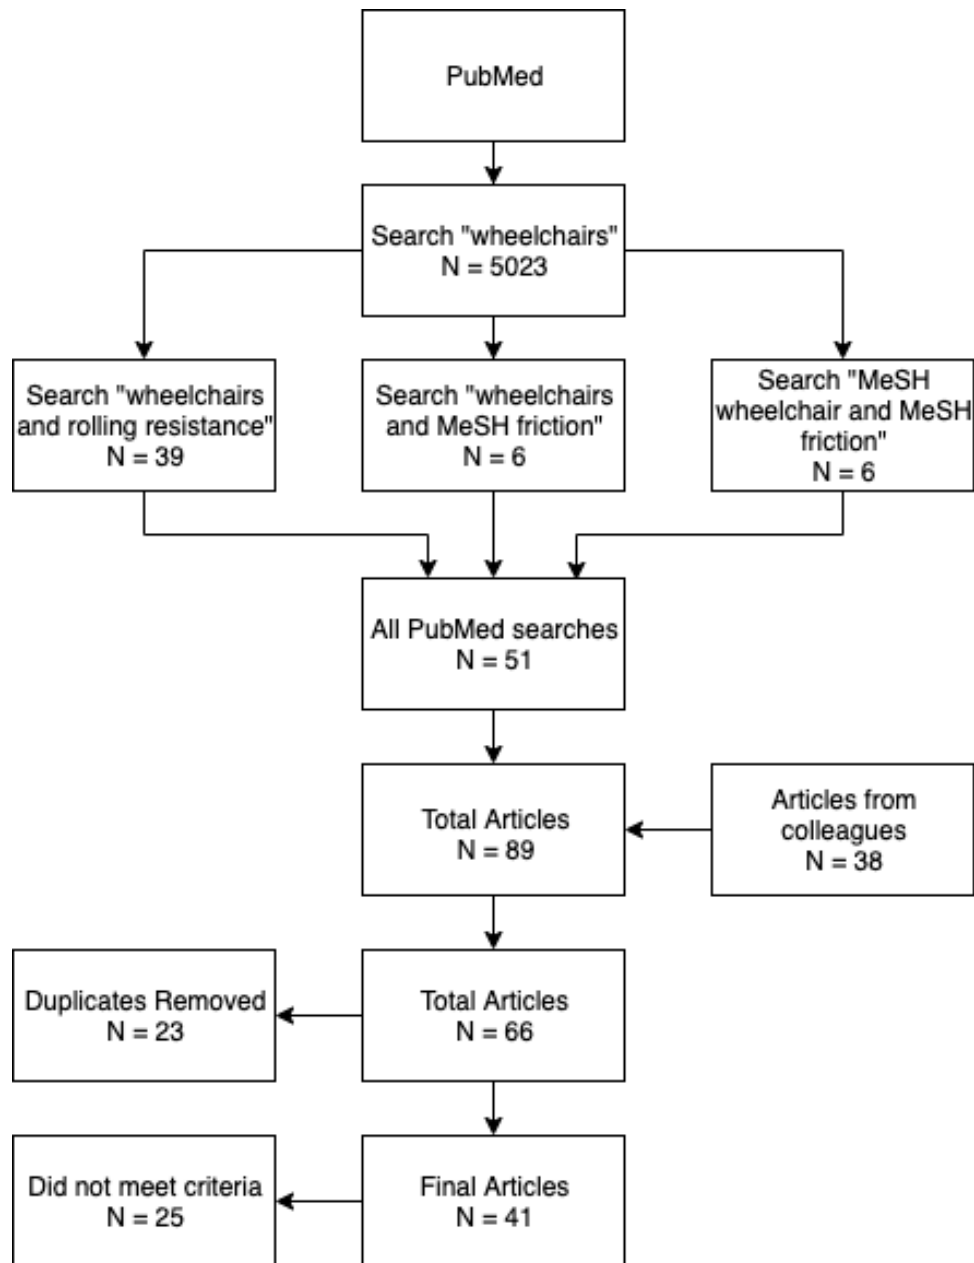 PubMed
Search "wheelchairs"
N = 5023
Search "wheelchairs
and rolling resistance"
N = 39
Search "wheelchairs
and MeSH friction"
N = 6
Search "MeSH
wheelchair and MeSH
friction"
N = 6
All PubMed searches
N = 51
Total Articles
N = 89
Articles from
colleagues
N = 38
Duplicates Removed
N = 23
Total Articles
N = 66
Did not meet criteria
N = 25
Final Articles
N = 41